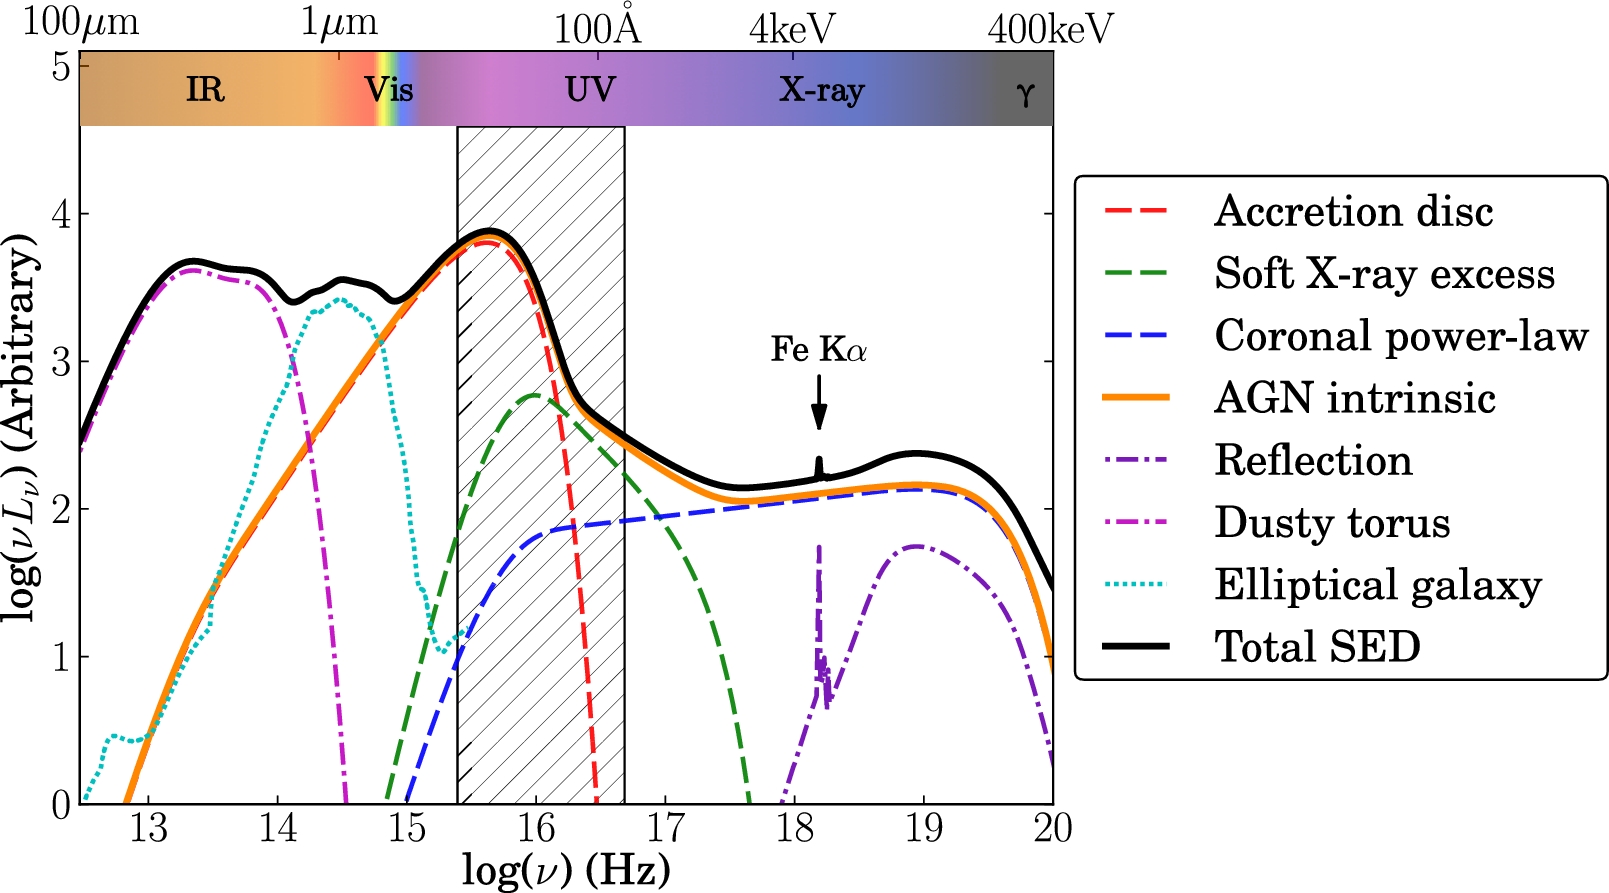 100μm 1μm 100Å 4keV 400keV
IR Vis UV X-ray γ
5
4
3
2
1
0
log(νLν) (Arbitrary)
Fe Kα
13 14 15 16 17 18 19 20
log(ν) (Hz)
Accretion disc
Soft X-ray excess
Coronal power-law
AGN intrinsic
Reflection
Dusty torus
Elliptical galaxy
Total SED